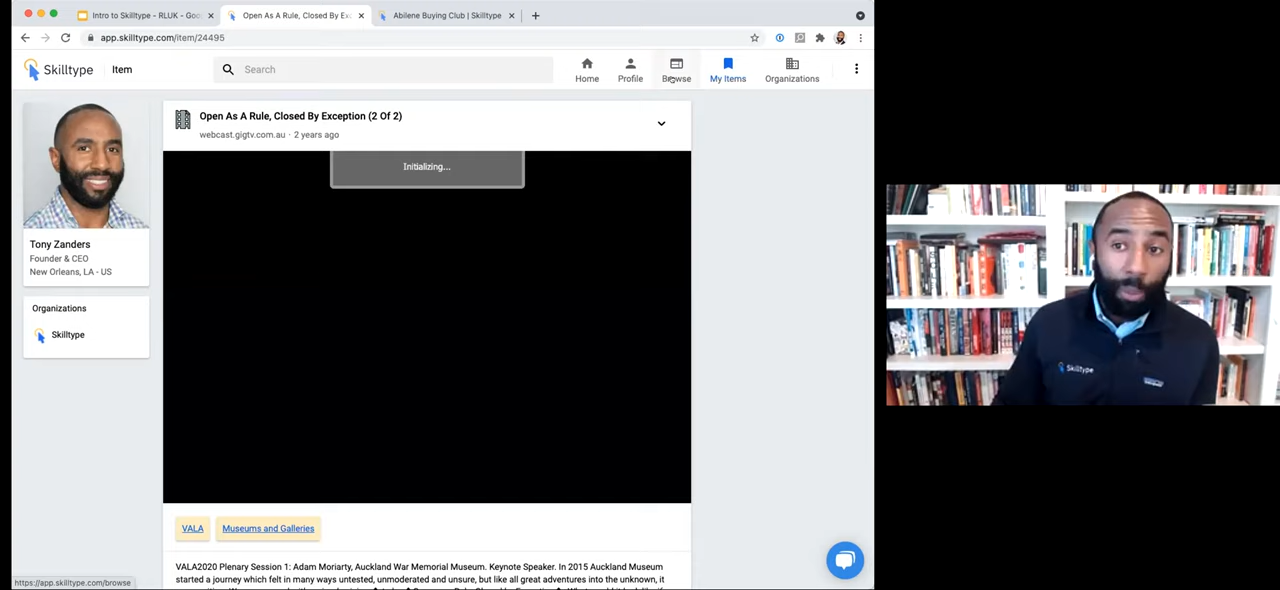 Intro to Skilltype - RLUK - Goo
Open As A Rule, Closed By Exc
Abilene Buying Club | Skilltype
app.skilltype.com/item/24495
Skilltype
Item
Search
Home
Profile
Browse
My Items
Organizations
Open As A Rule, Closed By Exception (2 Of 2)
webcast.gigtv.com.au · 2 years ago
Initializing...
Tony Zanders
Founder & CEO
New Orleans, LA - US
Organizations
Skilltype
VALA
Museums and Galleries
VALA2020 Plenary Session 1: Adam Moriarty, Auckland War Memorial Museum. Keynote Speaker. In 2015 Auckland Museum
started a journey which felt in many ways untested, unmoderated and unsure, but like all great adventures into the unknown, it
https://app.skilltype.com/browse
Skilltype